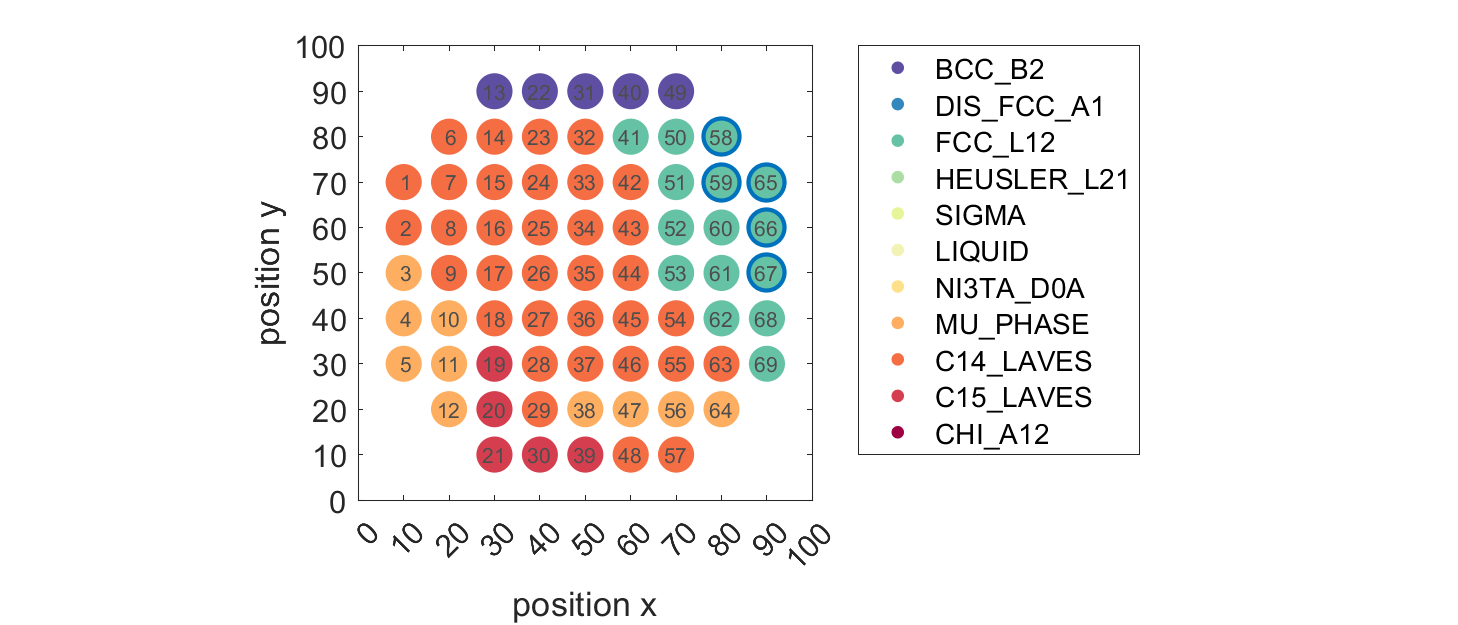 100
90
80
70
60
50
40
30
20
10
0
position y
13 22 31 40 49
6 14 23 32 41 50 58
1 7 15 24 33 42 51 59 65
2 8 16 25 34 43 52 60 66
3 9 17 26 35 44 53 61 67
4 10 18 27 36 45 54 62 68
5 11 19 28 37 46 55 63 69
12 20 29 38 47 56 64
21 30 39 48 57
0 10 20 30 40 50 60 70 80 90 100
position x
BCC_B2
DIS_FCC_A1
FCC_L12
HEUSLER_L21
SIGMA
LIQUID
NI3TA_D0A
MU_PHASE
C14_LAVES
C15_LAVES
CHI_A12